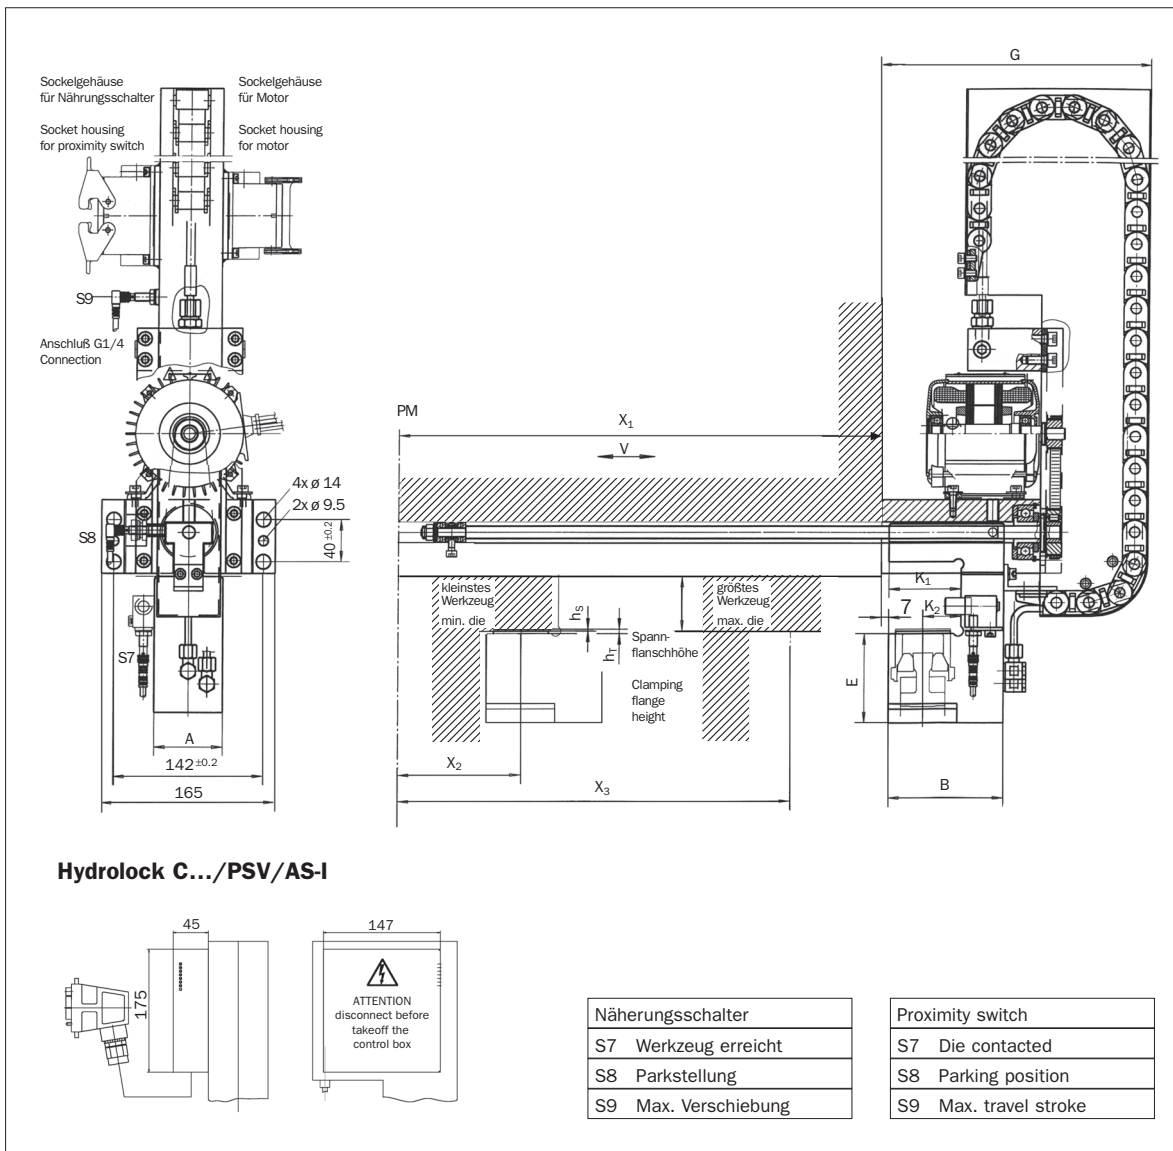 Sockelgehäuse
für Nährungsschalter
Socket housing
for proximity switch
Sockelgehäuse
für Motor
Socket housing
for motor
S9
Anschluß G1/4
Connection
4x ø 14
2x ø 9.5
40 ±0.2
S8
S7
A
142 ±0.2
165
G
PM
X1
V
kleinstes
Werkzeug
min. die
hS
hT
größtes
Werkzeug
max. die
Spann-
flanschhöhe
Clamping
flange
height
K1
7
K2
E
B
X2
X3
Hydrolock C.../PSV/AS-I
45
175
147
ATTENTION
disconnect before
takeoff the
control box
Näherungsschalter
S7 Werkzeug erreicht
S8 Parkstellung
S9 Max. Verschiebung
Proximity switch
S7 Die contacted
S8 Parking position
S9 Max. travel stroke